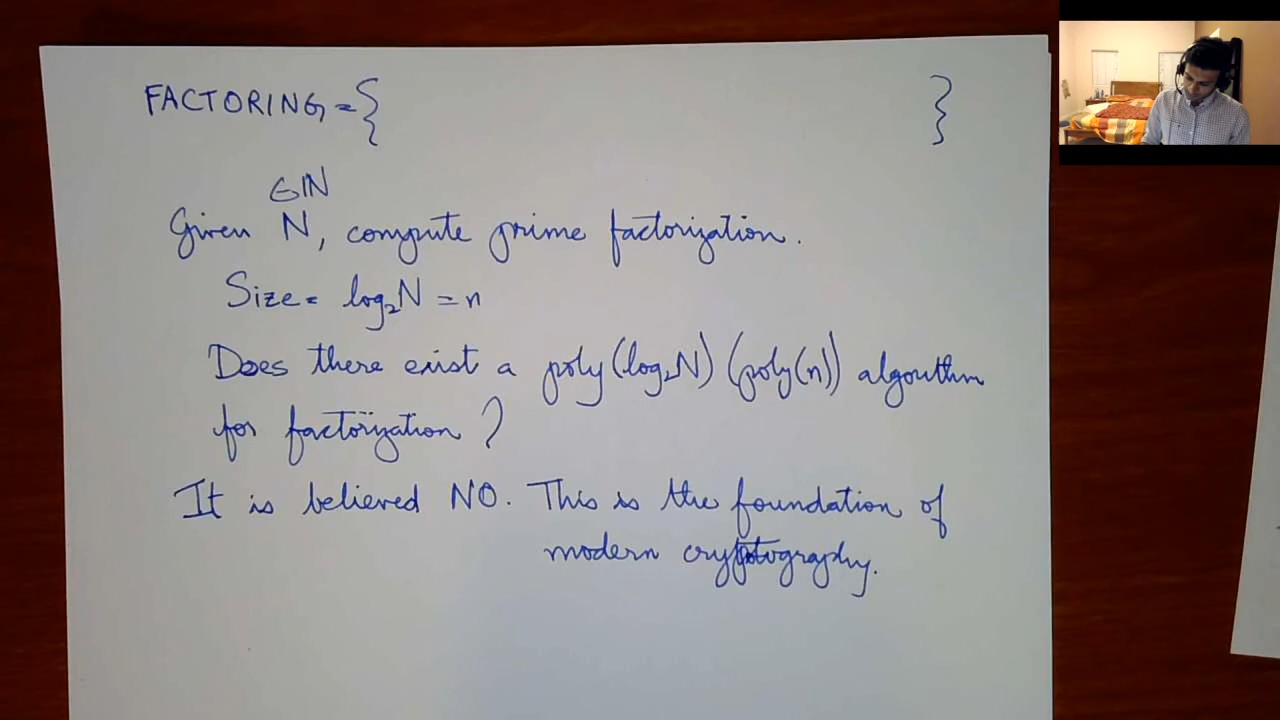 FACTORING = { }
∈ ℕ
Given N, compute prime factorization.
Size = log₂N = n
Does there exist a poly(log₂N) (poly(n)) algorithm
for factorization ?
It is believed NO. This is the foundation of
modern cryptography.